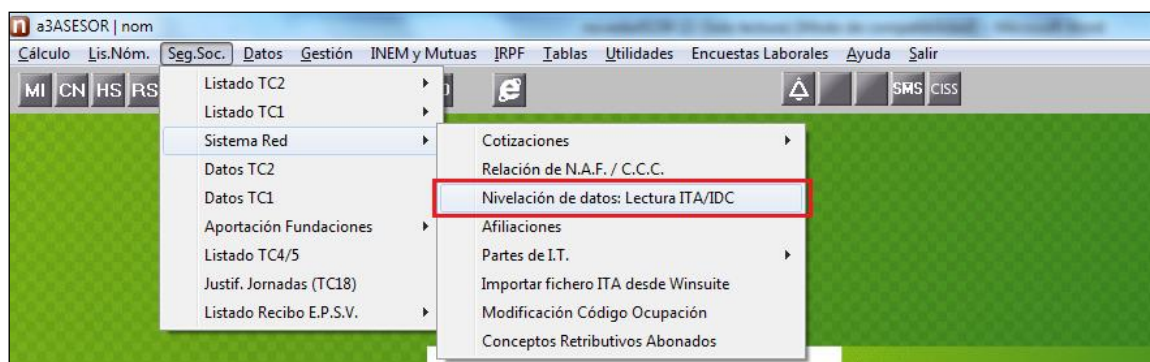 n a3ASESOR | nom
Cálculo Lis.Nóm. Seg.Soc. Datos Gestión INEM y Mutuas IRPF Tablas Utilidades Encuestas Laborales Ayuda Salir
MI CN HS RS e SMS CISS
Listado TC2
Listado TC1
Sistema Red
Datos TC2
Datos TC1
Aportación Fundaciones
Listado TC4/5
Justif. Jornadas (TC18)
Listado Recibo E.P.S.V.
Cotizaciones
Relación de N.A.F. / C.C.C.
Nivelación de datos: Lectura ITA/IDC
Afiliaciones
Partes de I.T.
Importar fichero ITA desde Winsuite
Modificación Código Ocupación
Conceptos Retributivos Abonados